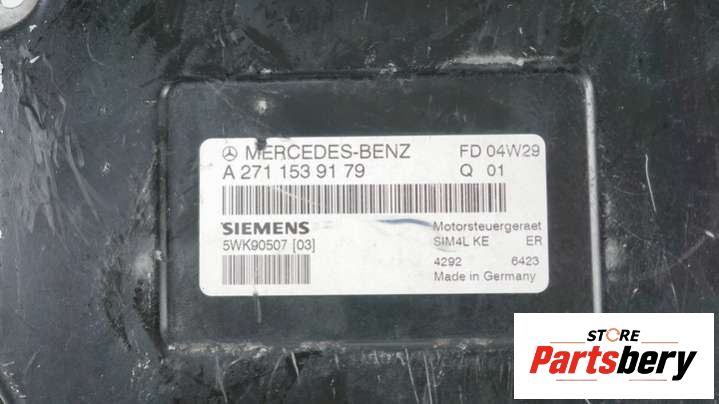 MERCEDES-BENZ FD 04W29
A 271 153 91 79 Q 01
SIEMENS Motorsteuergeraet
5WK90507 [03] SIM4L KE ER
4292 6423
Made in Germany
STORE
Partsbery